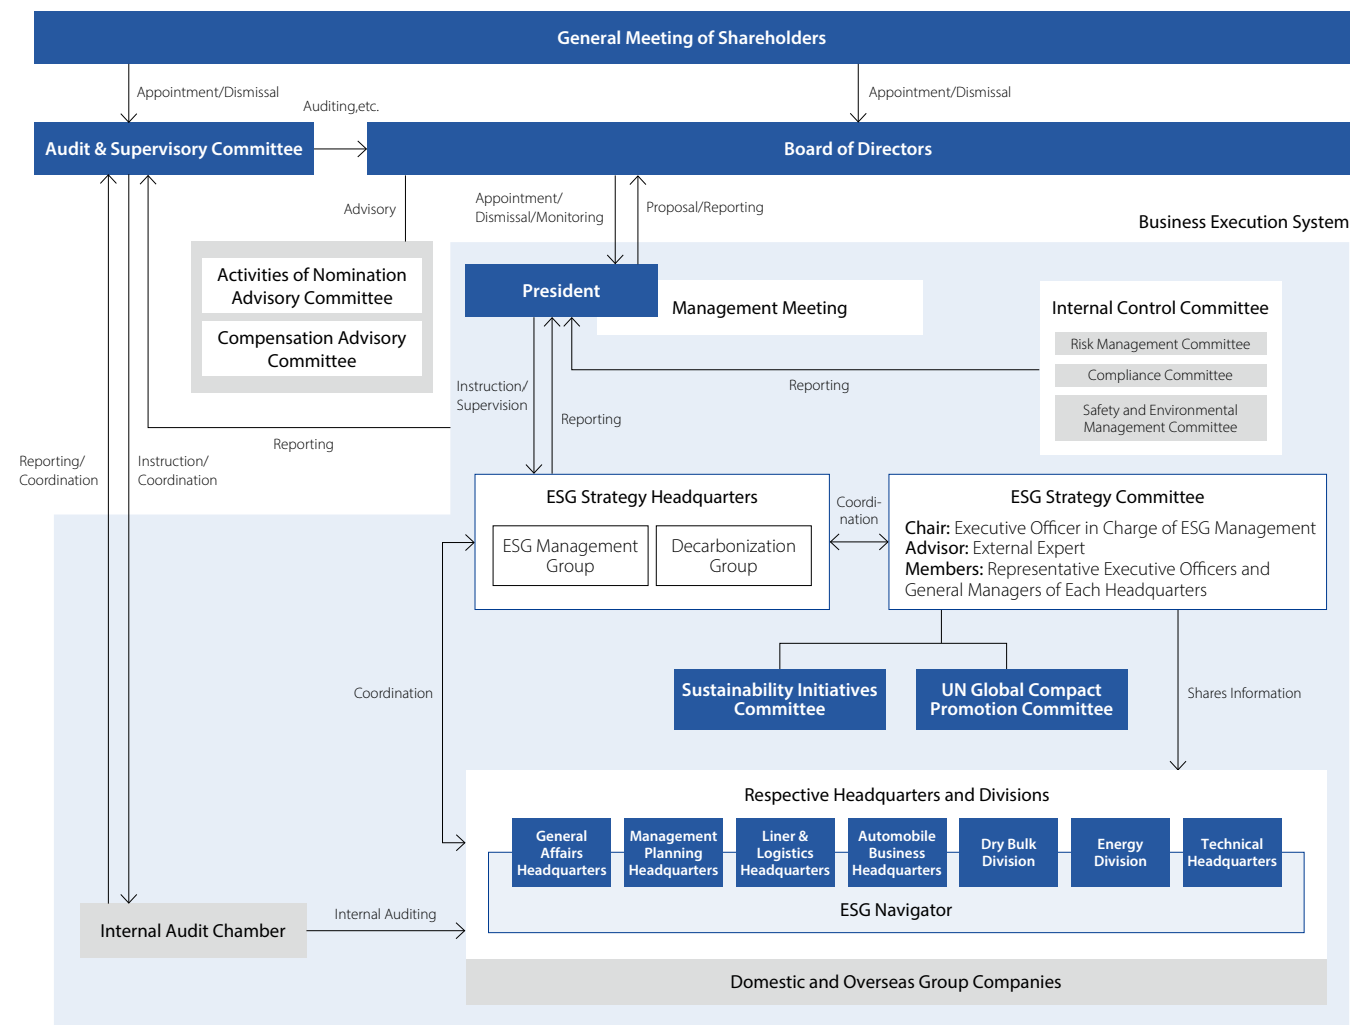 General Meeting of Shareholders
Appointment/Dismissal
Appointment/Dismissal
Auditing,etc.
Audit & Supervisory Committee
Board of Directors
Advisory
Appointment/
Dismissal/Monitoring
Proposal/Reporting
Business Execution System
Activities of Nomination
Advisory Committee
Compensation Advisory
Committee
President
Management Meeting
Internal Control Committee
Risk Management Committee
Compliance Committee
Safety and Environmental
Management Committee
Reporting
Instruction/
Supervision
Reporting
Reporting
Reporting/
Coordination
Instruction/
Coordination
ESG Strategy Headquarters
ESG Management
Group
Decarbonization
Group
Coordi-
nation
ESG Strategy Committee
Chair: Executive Officer in Charge of ESG Management
Advisor: External Expert
Members: Representative Executive Officers and
General Managers of Each Headquarters
Coordination
Sustainability Initiatives
Committee
UN Global Compact
Promotion Committee
Shares Information
Respective Headquarters and Divisions
General
Affairs
Headquarters
Management
Planning
Headquarters
Liner &
Logistics
Headquarters
Automobile
Business
Headquarters
Dry Bulk
Division
Energy
Division
Technical
Headquarters
ESG Navigator
Internal Audit Chamber
Internal Auditing
Domestic and Overseas Group Companies